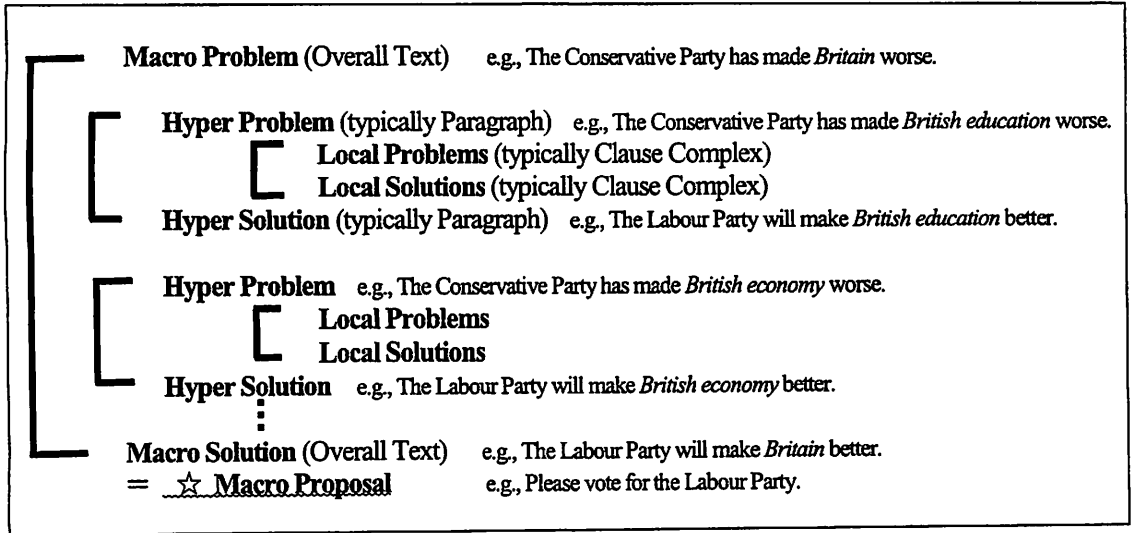 Macro Problem (Overall Text) e.g., The Conservative Party has made Britain worse.
Hyper Problem (typically Paragraph) e.g., The Conservative Party has made British education worse.
Local Problems (typically Clause Complex)
Local Solutions (typically Clause Complex)
Hyper Solution (typically Paragraph) e.g., The Labour Party will make British education better.
Hyper Problem e.g., The Conservative Party has made British economy worse.
Local Problems
Local Solutions
Hyper Solution e.g., The Labour Party will make British economy better.
Macro Solution (Overall Text) e.g., The Labour Party will make Britain better.
= ☆ Macro Proposal e.g., Please vote for the Labour Party.